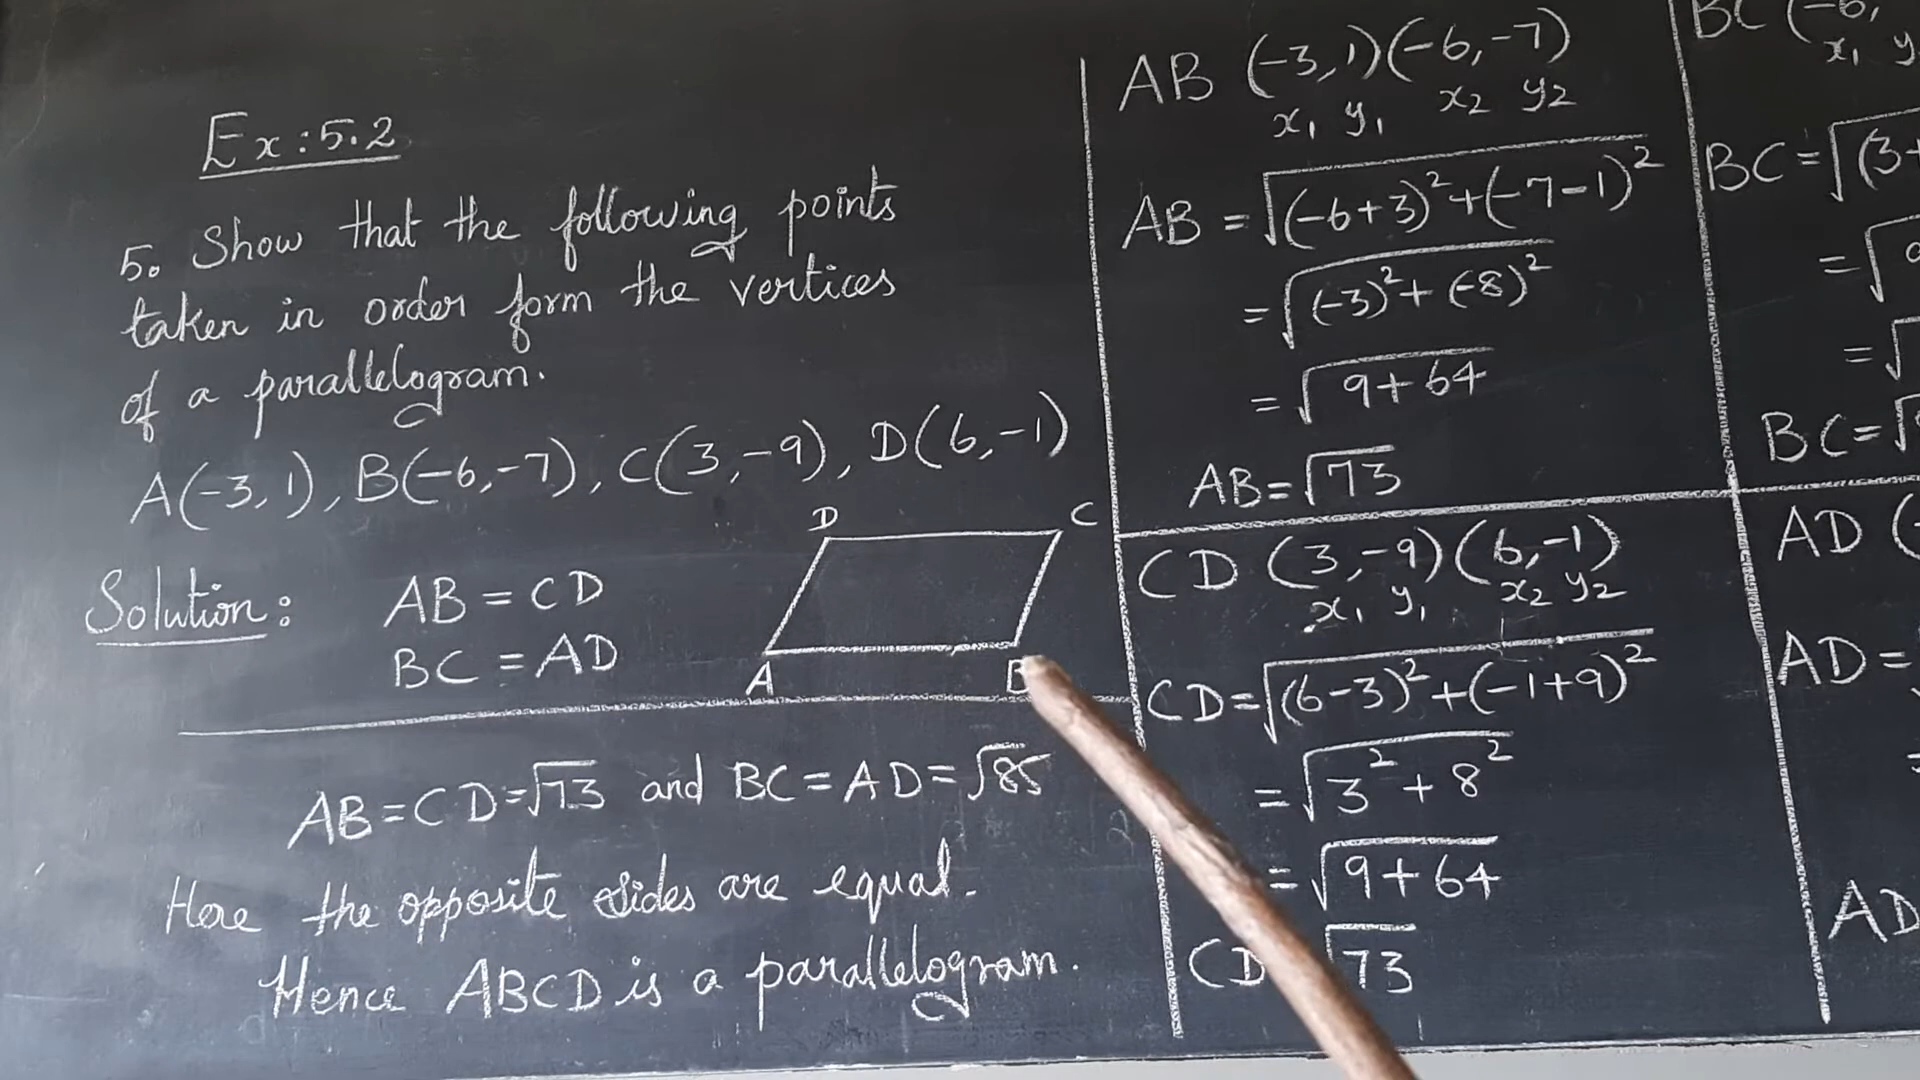 Ex:5.2
5. Show that the following points
taken in order form the vertices
of a parallelogram.
A(-3,1), B(-6,-7), C(3,-9), D(6,-1)
D C
Solution: AB = CD
BC = AD
A B
AB=CD=√73 and BC=AD=√85
Here the opposite sides are equal.
Hence ABCD is a parallelogram.
AB (-3,1)(-6,-7)
x₁ y₁ x₂ y₂
AB = √(-6+3)²+(-7-1)²
=√(-3)²+(-8)²
=√9+64
AB=√73
CD (3,-9)(6,-1)
x₁ y₁ x₂ y₂
CD=√(6-3)²+(-1+9)²
=√3²+8²
=√9+64
CD √73
BC (-6,
x₁ y
BC=√(3+
=√9
=√
BC=√
AD (-
AD=
=
AD